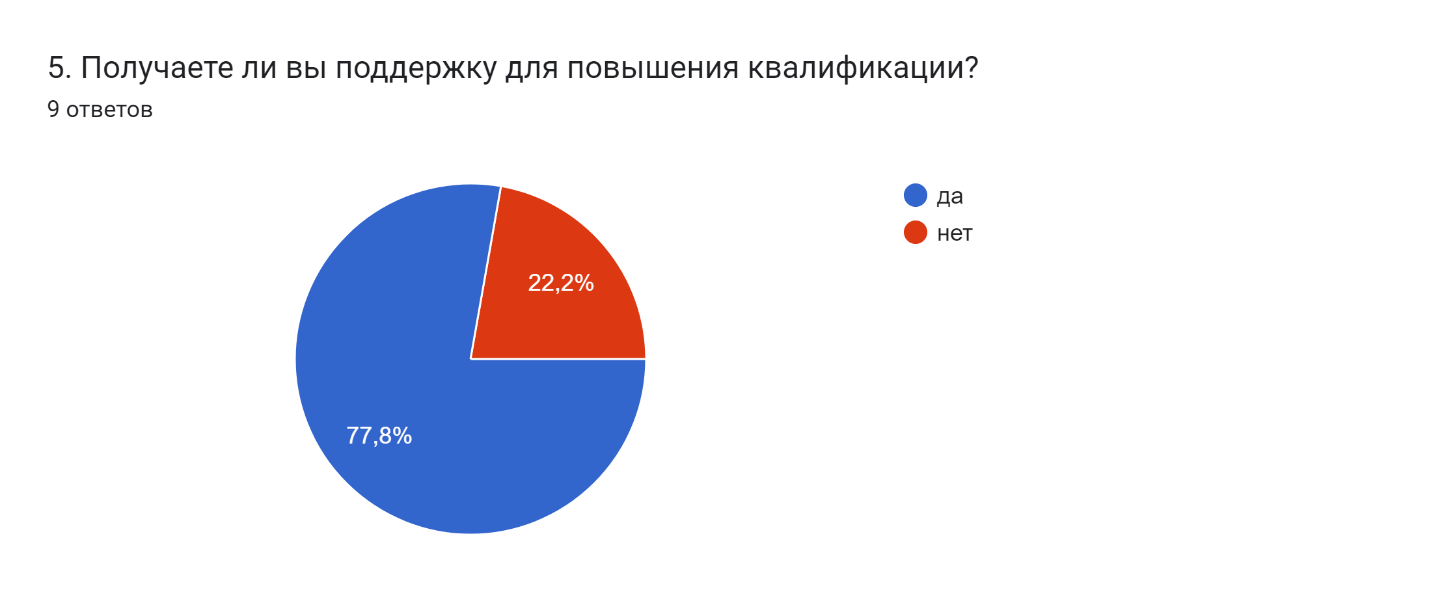 5. Получаете ли вы поддержку для повышения квалификации?
9 ответов
да
нет
22,2%
77,8%